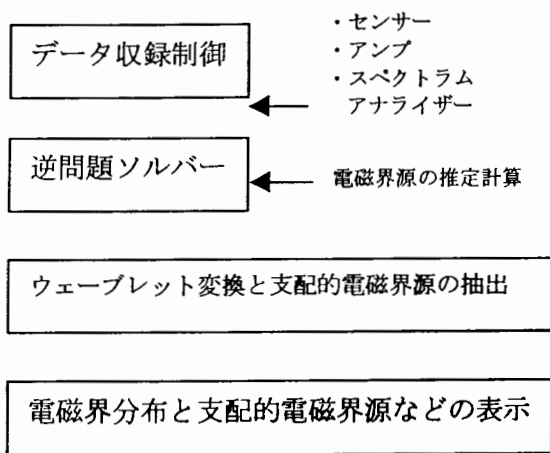 データ収録制御
・センサー
・アンプ
・スペクトラム
アナライザー
逆問題ソルバー
電磁界源の推定計算
ウェーブレット変換と支配的電磁界源の抽出
電磁界分布と支配的電磁界源などの表示